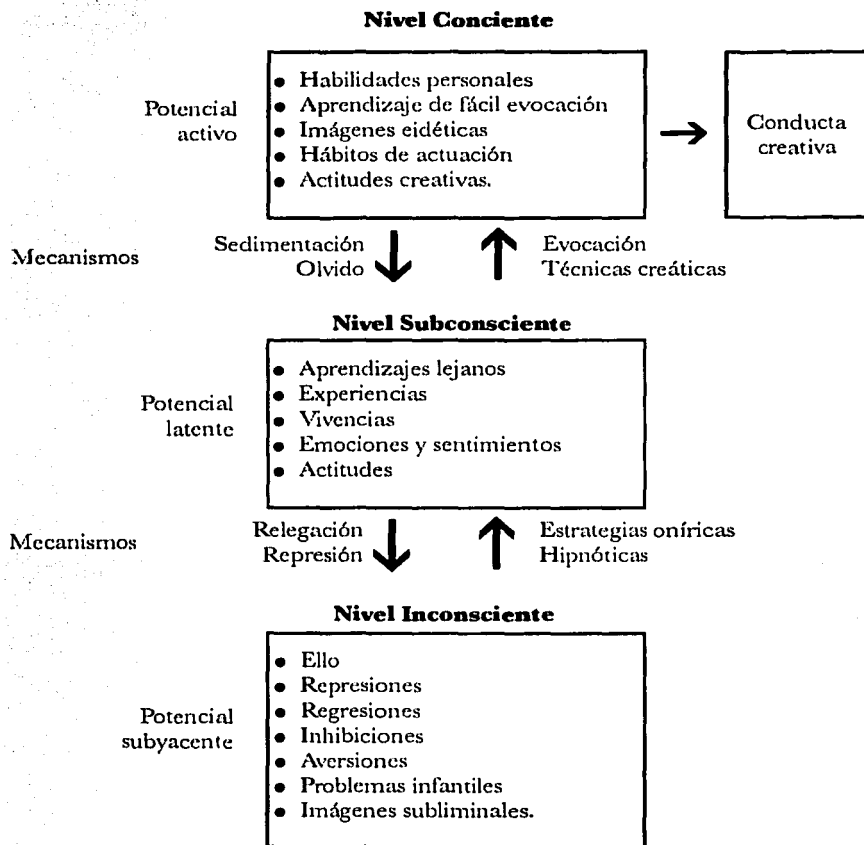 Nivel Conciente
Potencial
activo
● Habilidades personales
● Aprendizaje de fácil evocación
● Imágenes eidéticas
● Hábitos de actuación
● Actitudes creativas.
Conducta
creativa
Mecanismos
Sedimentación
Olvido
Evocación
Técnicas creáticas
Nivel Subconsciente
Potencial
latente
● Aprendizajes lejanos
● Experiencias
● Vivencias
● Emociones y sentimientos
● Actitudes
Mecanismos
Relegación
Represión
Estrategias oníricas
Hipnóticas
Nivel Inconsciente
Potencial
subyacente
● Ello
● Represiones
● Regresiones
● Inhibiciones
● Aversiones
● Problemas infantiles
● Imágenes subliminales.